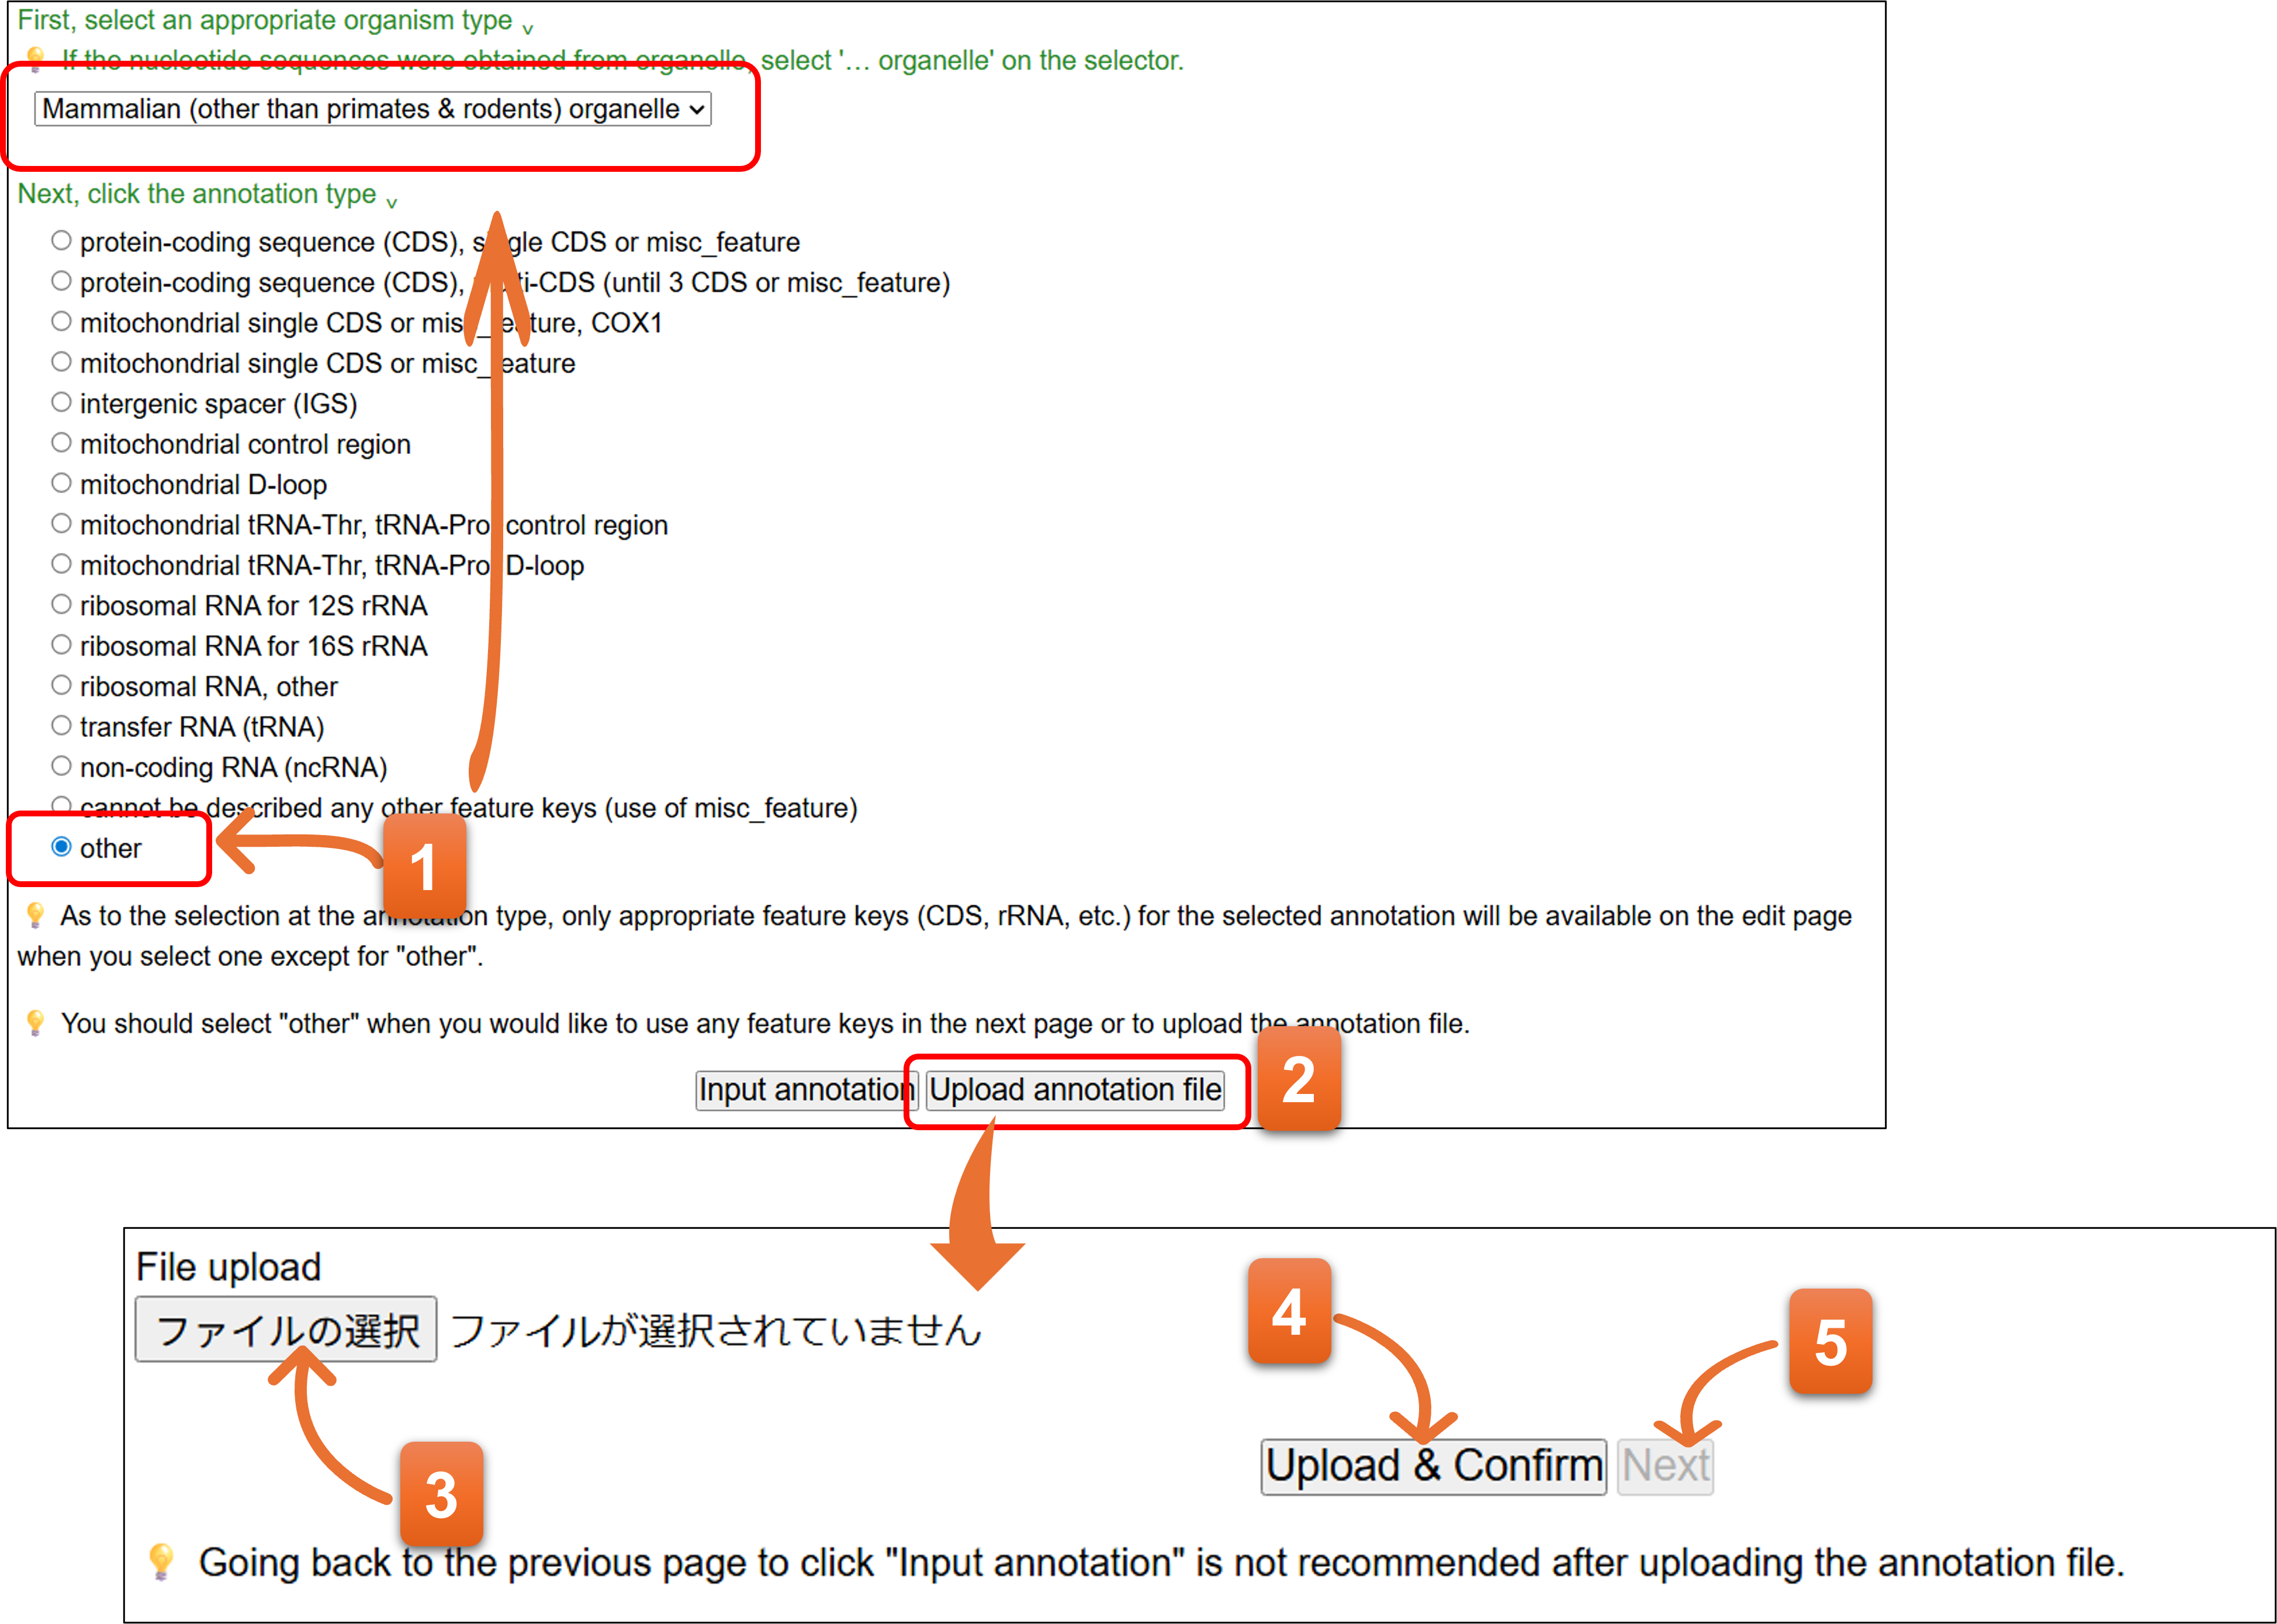 First, select an appropriate organism type v
If the nucleotide sequences were obtained from organelle, select '... organelle' on the selector.
Mammalian (other than primates & rodents) organelle
Next, click the annotation type v
protein-coding sequence (CDS), single CDS or misc_feature
protein-coding sequence (CDS), multi-CDS (until 3 CDS or misc_feature)
mitochondrial single CDS or misc_feature, COX1
mitochondrial single CDS or misc_feature
intergenic spacer (IGS)
mitochondrial control region
mitochondrial D-loop
mitochondrial tRNA-Thr, tRNA-Pro, control region
mitochondrial tRNA-Thr, tRNA-Pro, D-loop
ribosomal RNA for 12S rRNA
ribosomal RNA for 16S rRNA
ribosomal RNA, other
transfer RNA (tRNA)
non-coding RNA (ncRNA)
cannot be described any other feature keys (use of misc_feature)
other
1
As to the selection at the annotation type, only appropriate feature keys (CDS, rRNA, etc.) for the selected annotation will be available on the edit page
when you select one except for "other".
You should select "other" when you would like to use any feature keys in the next page or to upload the annotation file.
Input annotation Upload annotation file
2
File upload
ファイルの選択 ファイルが選択されていません
4
5
3
Upload & Confirm Next
Going back to the previous page to click "Input annotation" is not recommended after uploading the annotation file.